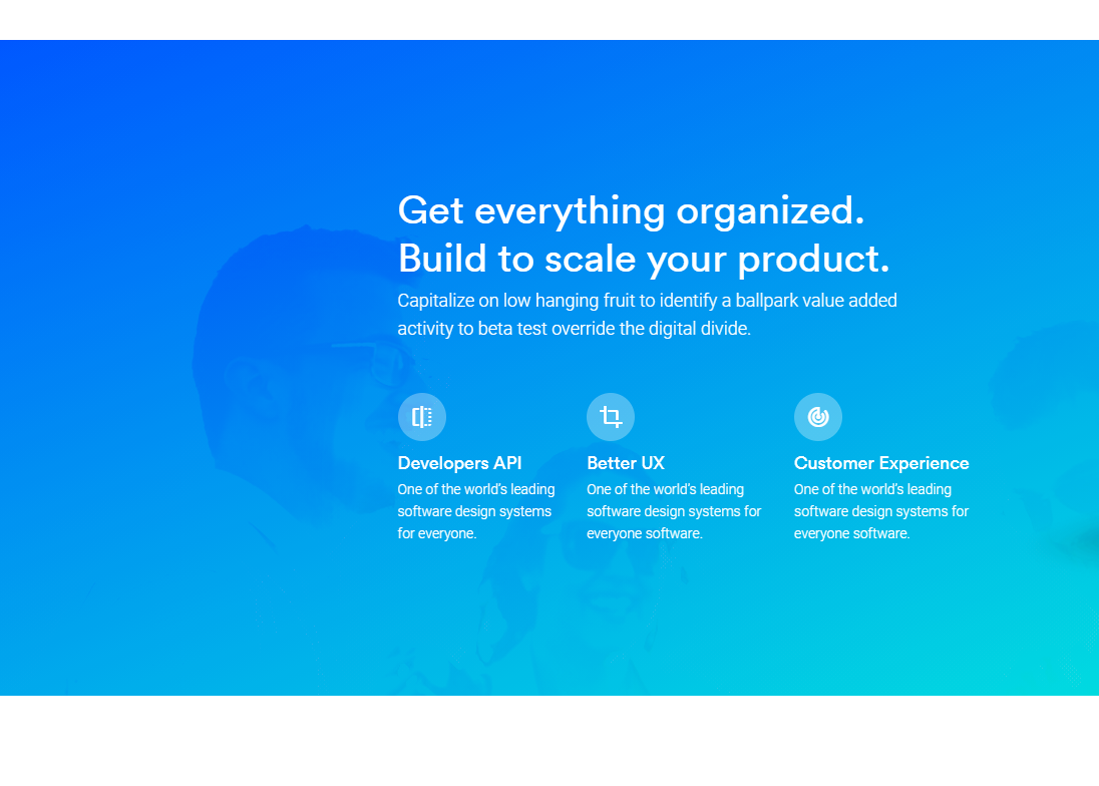 Get everything organized.
Build to scale your product.
Capitalize on low hanging fruit to identify a ballpark value added
activity to beta test override the digital divide.
Developers API
One of the world's leading
software design systems
for everyone.
Better UX
One of the world's leading
software design systems for
everyone software.
Customer Experience
One of the world's leading
software design systems for
everyone software.